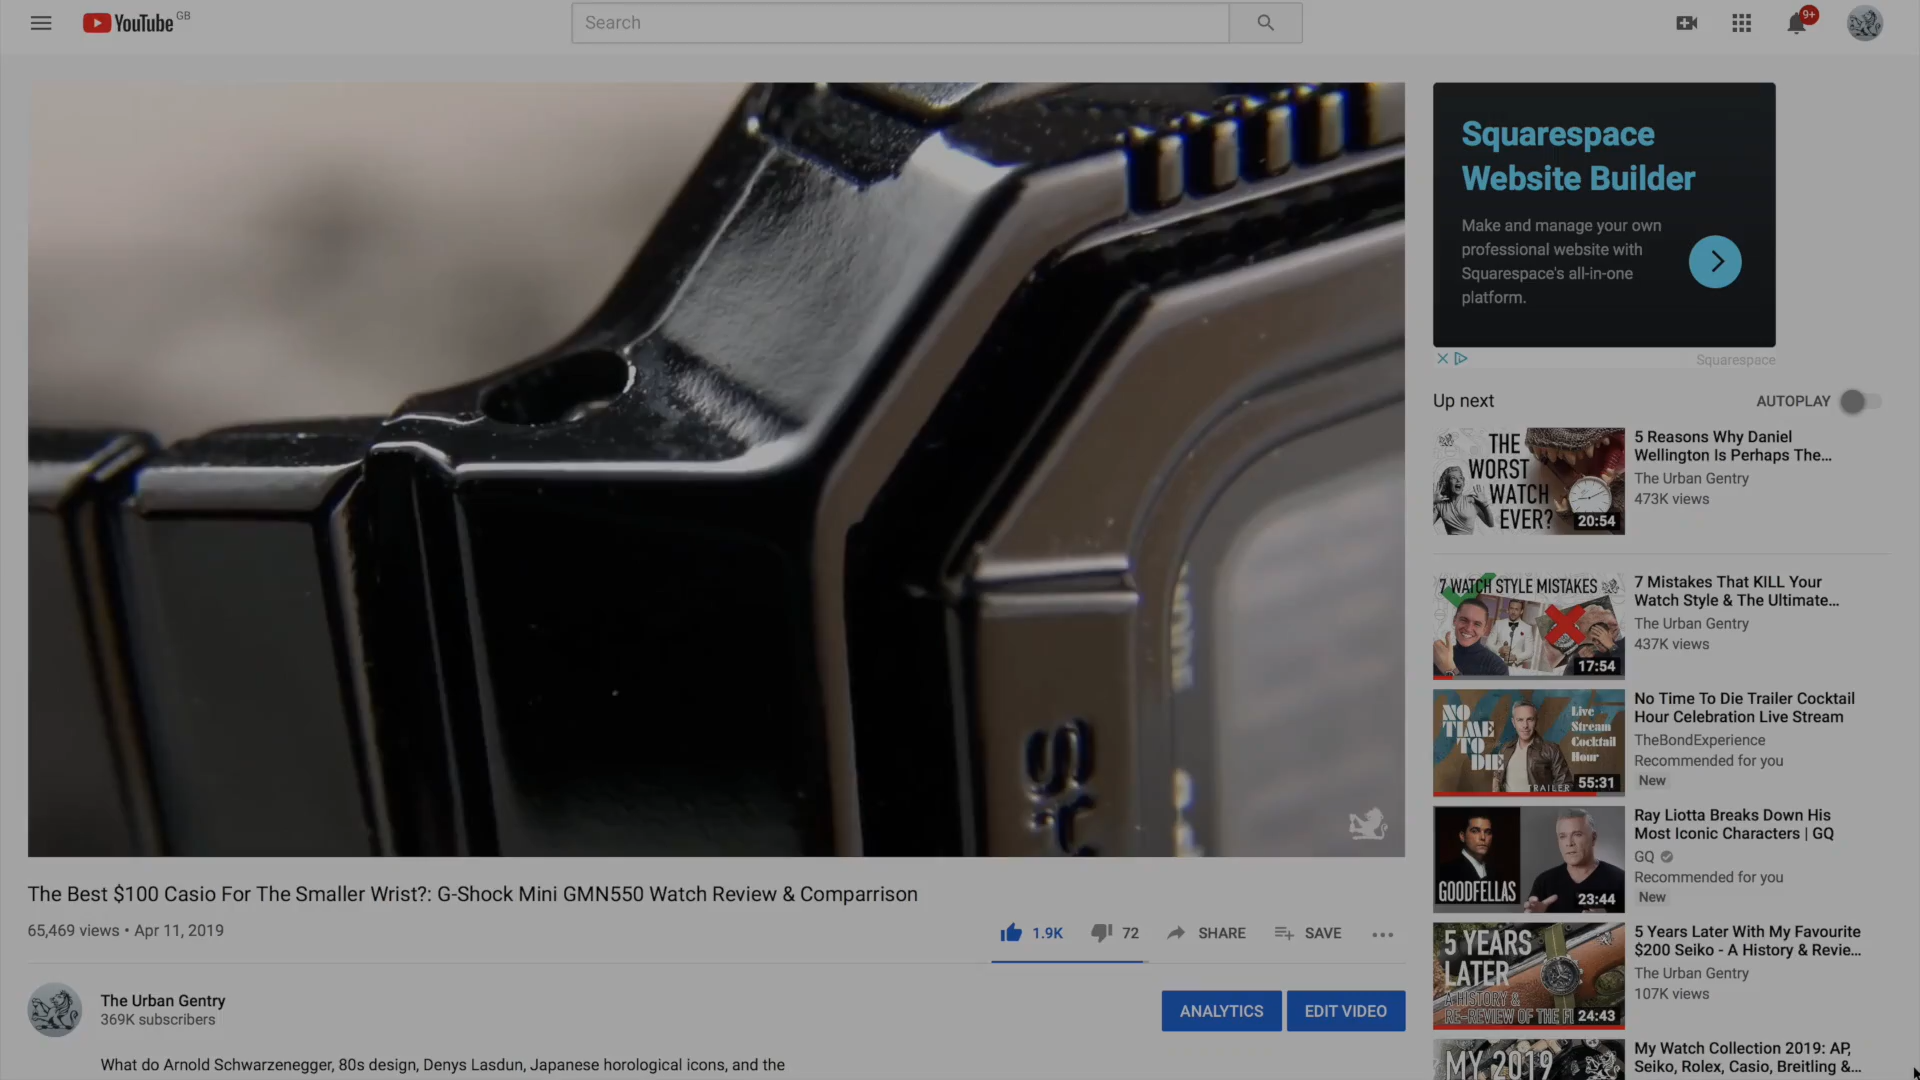 YouTube GB
Search
9+
Squarespace
Website Builder
Make and manage your own
professional website with
Squarespace's all-in-one
platform.
Squarespace
Up next
AUTOPLAY
THE
WORST
WATCH
EVER?
20:54
5 Reasons Why Daniel
Wellington Is Perhaps The...
The Urban Gentry
473K views
7 WATCH STYLE MISTAKES
17:54
7 Mistakes That KILL Your
Watch Style & The Ultimate...
The Urban Gentry
437K views
NO
TIME
TO
DIE
Live
Stream
Cocktail
Hour
TRAILER
55:31
No Time To Die Trailer Cocktail
Hour Celebration Live Stream
TheBondExperience
Recommended for you
New
GOODFELLAS
23:44
Ray Liotta Breaks Down His
Most Iconic Characters | GQ
GQ
Recommended for you
New
5 YEARS
LATER
A HISTORY &
RE-REVIEW OF THE
24:43
5 Years Later With My Favourite
$200 Seiko - A History & Revie...
The Urban Gentry
107K views
MY 2019
My Watch Collection 2019: AP,
Seiko, Rolex, Casio, Breitling &...
The Best $100 Casio For The Smaller Wrist?: G-Shock Mini GMN550 Watch Review & Comparrison
65,469 views • Apr 11, 2019
1.9K
72
SHARE
SAVE
The Urban Gentry
369K subscribers
ANALYTICS
EDIT VIDEO
What do Arnold Schwarzenegger, 80s design, Denys Lasdun, Japanese horological icons, and the